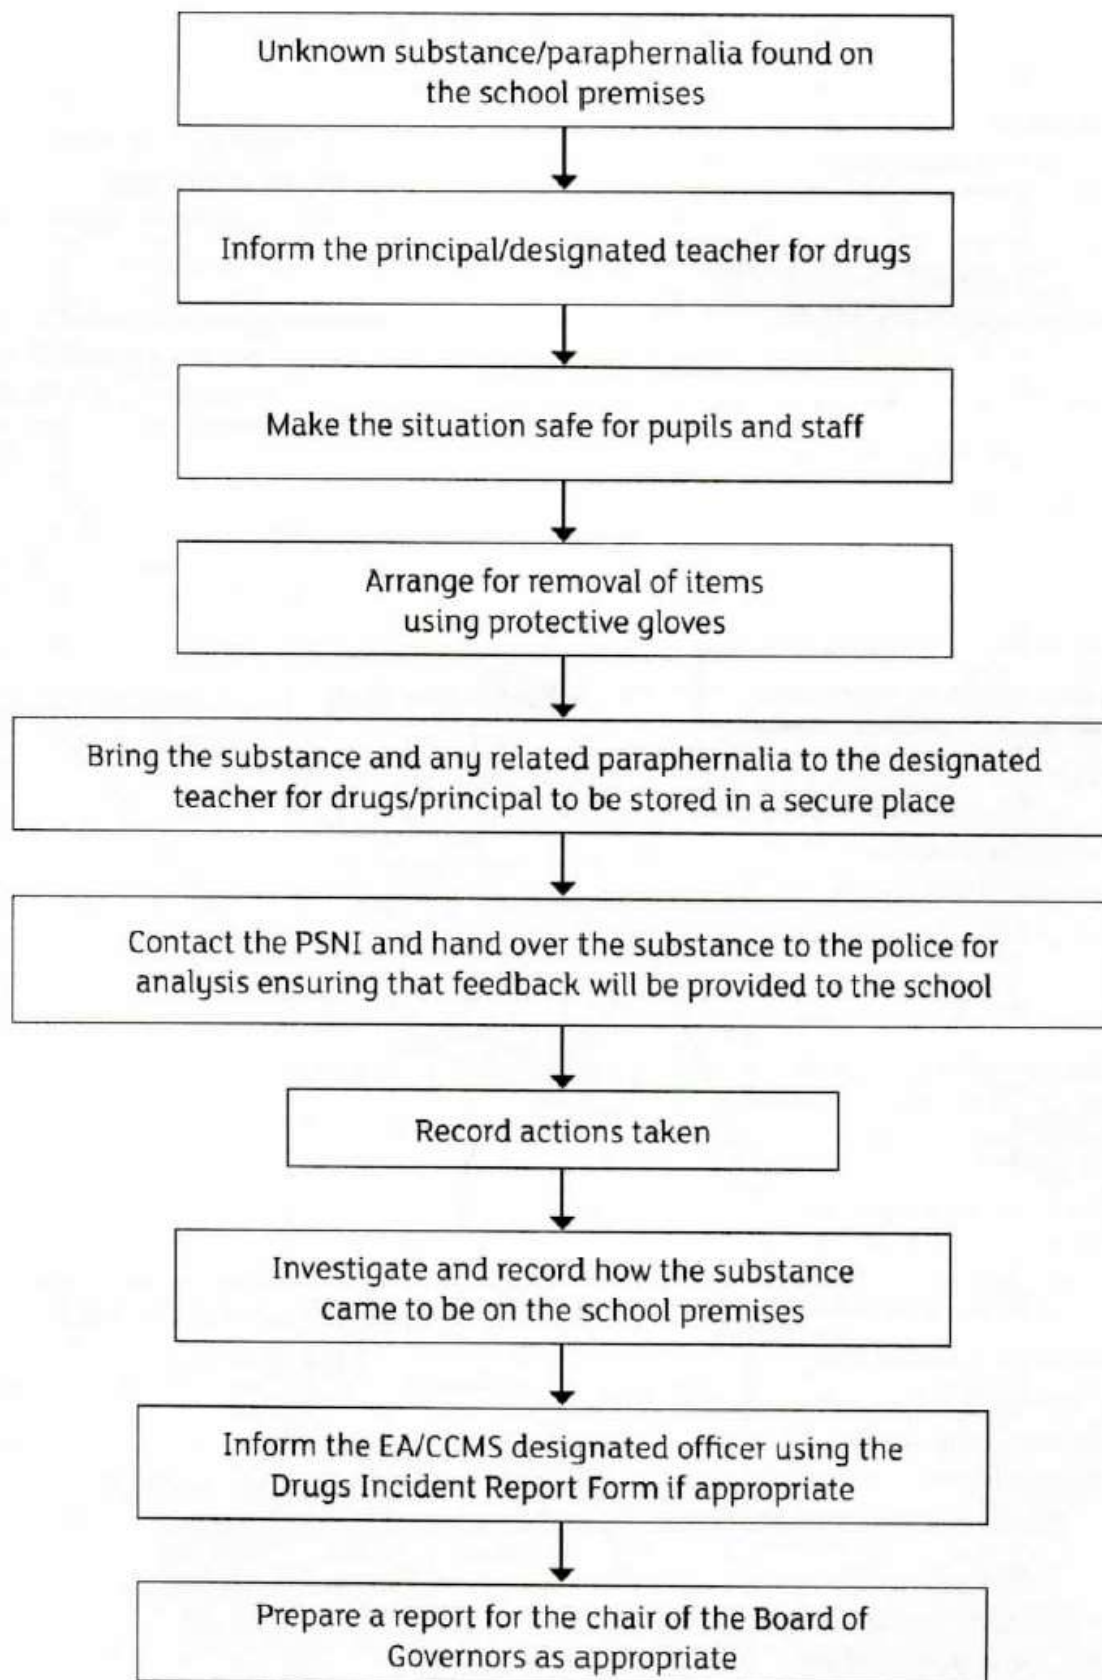 Unknown substance/paraphernalia found on
the school premises
Inform the principal/designated teacher for drugs
Make the situation safe for pupils and staff
Arrange for removal of items
using protective gloves
Bring the substance and any related paraphernalia to the designated
teacher for drugs/principal to be stored in a secure place
Contact the PSNI and hand over the substance to the police for
analysis ensuring that feedback will be provided to the school
Record actions taken
Investigate and record how the substance
came to be on the school premises
Inform the EA/CCMS designated officer using the
Drugs Incident Report Form if appropriate
Prepare a report for the chair of the Board of
Governors as appropriate